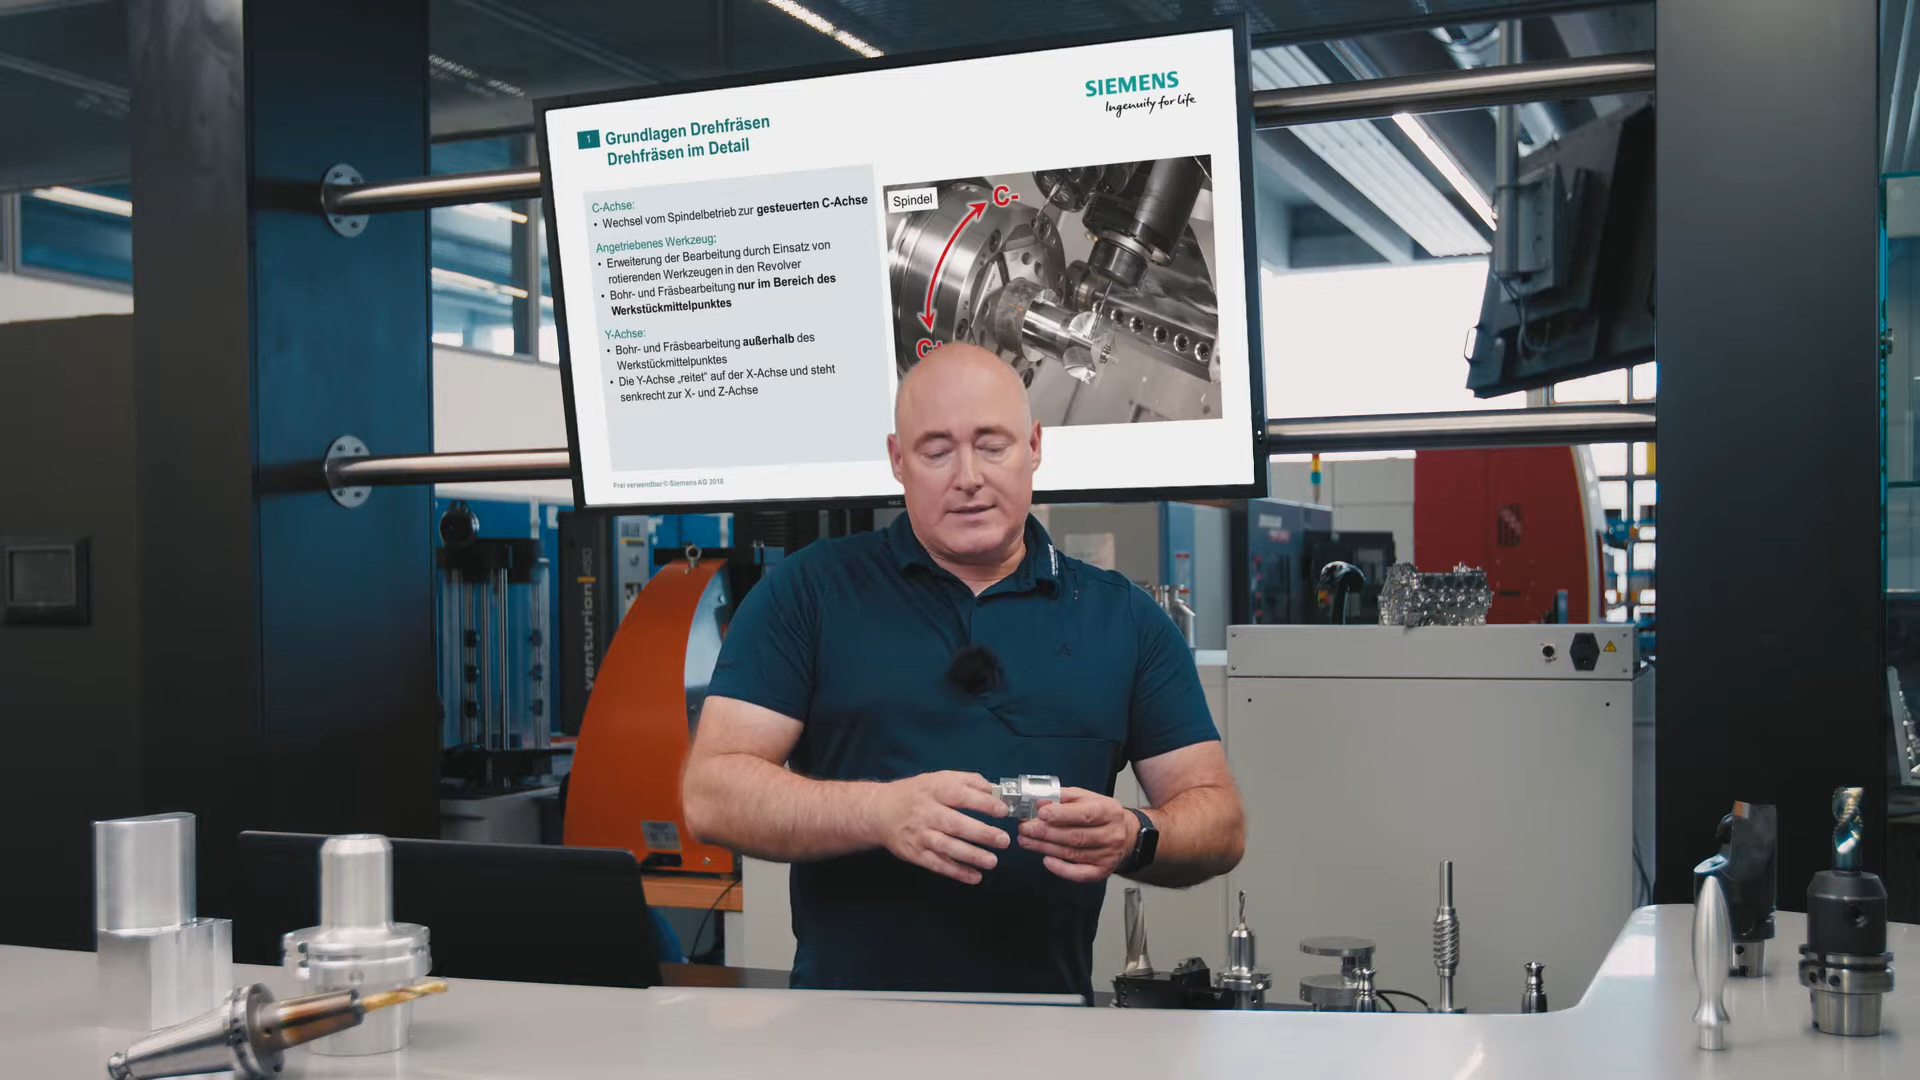 SIEMENS
Ingenuity for life
1
Grundlagen Drehfräsen
Drehfräsen im Detail
C-Achse:
• Wechsel vom Spindelbetrieb zur gesteuerten C-Achse
Angetriebenes Werkzeug:
• Erweiterung der Bearbeitung durch Einsatz von
rotierenden Werkzeugen in den Revolver
• Bohr- und Fräsbearbeitung nur im Bereich des
Werkstückmittelpunktes
Y-Achse:
• Bohr- und Fräsbearbeitung außerhalb des
Werkstückmittelpunktes
• Die Y-Achse „reitet“ auf der X-Achse und steht
senkrecht zur X- und Z-Achse
Spindel
C-
Frei verwendbar © Siemens AG 2018
venturion 450